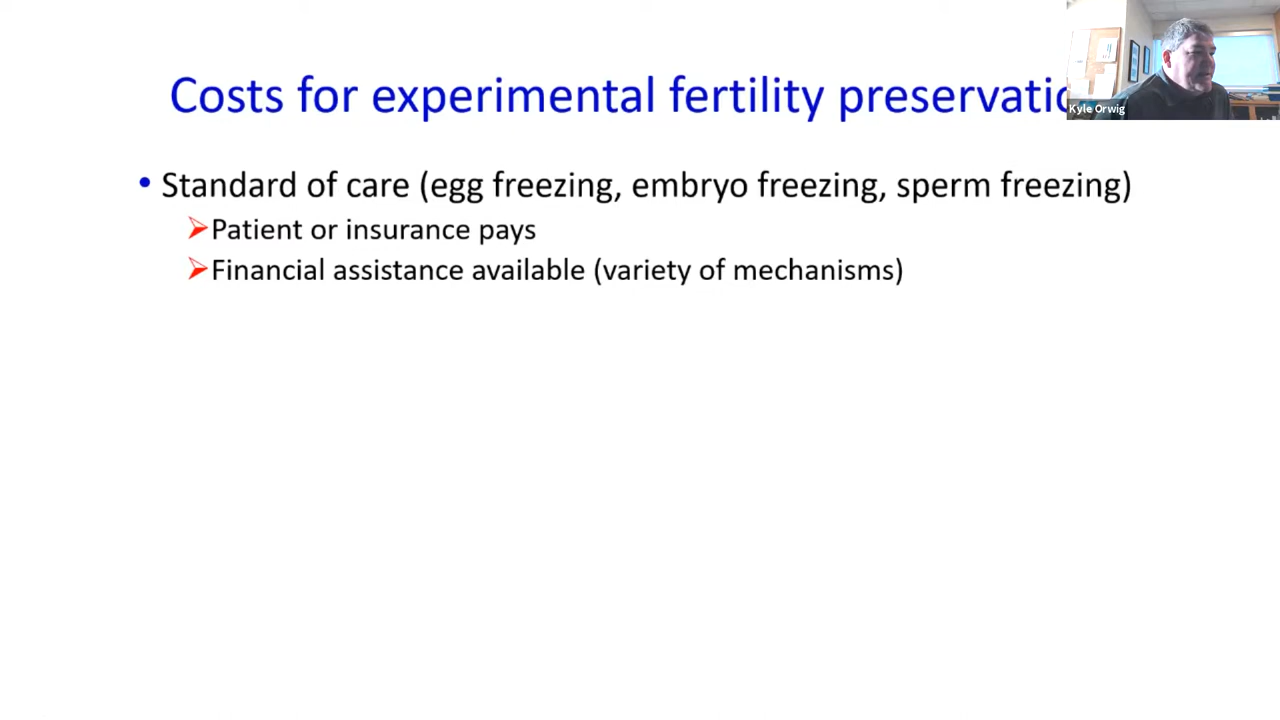 Costs for experimental fertility preservatio
Kyle Orwig
• Standard of care (egg freezing, embryo freezing, sperm freezing)
➢Patient or insurance pays
➢Financial assistance available (variety of mechanisms)